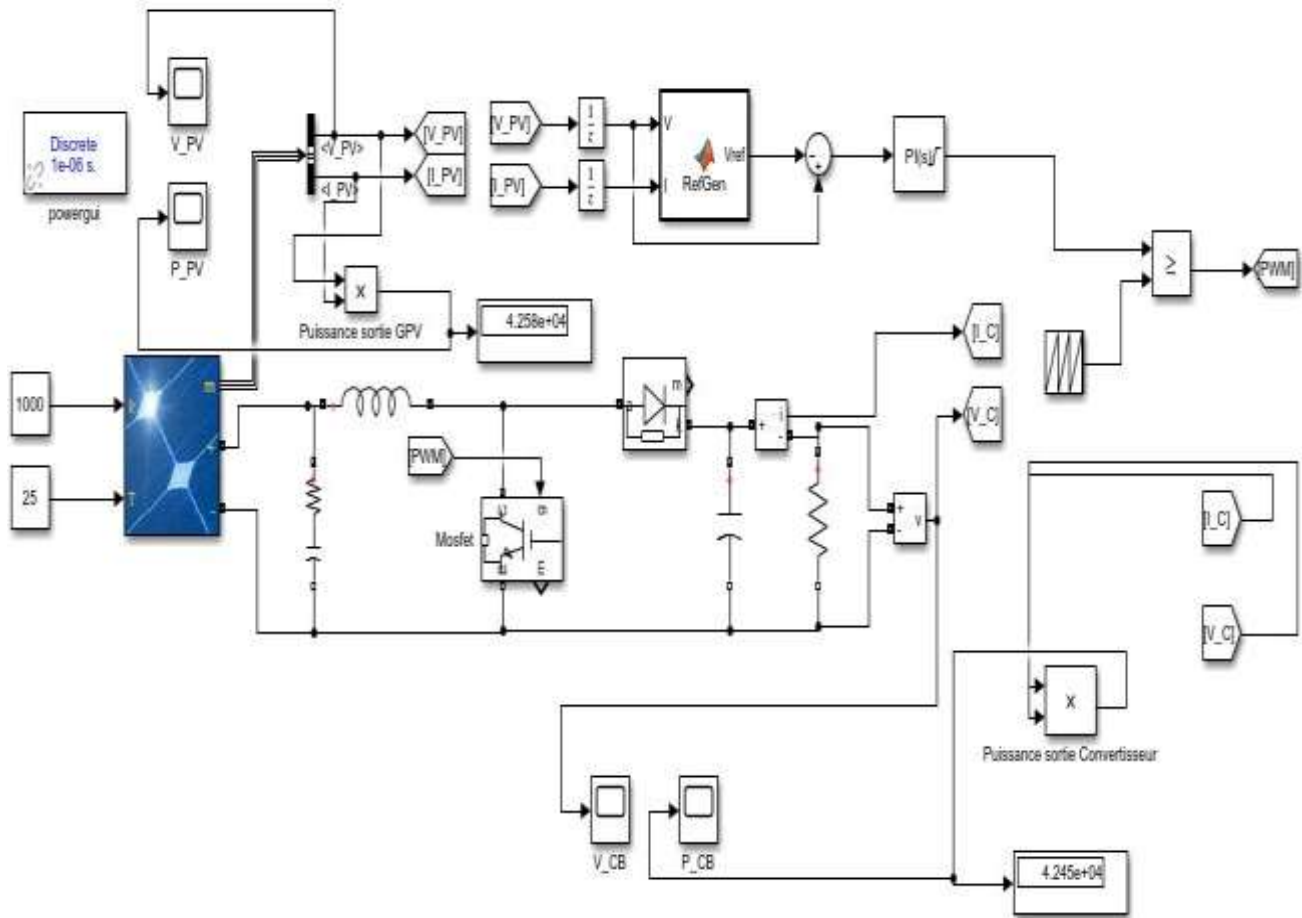 V_PV
Discrete
1e-06 s.
powergui
P_PV
<V_PV>
<I_PV>
[V_PV]
[I_PV]
[V_PV]
[I_PV]
1
z
1
z
V
I
Vref
RefGen
-
+
PI(s)
≥
[PWM]
x
Puissance sortie GPV
4.258e+04
1000
25
+
-
m
[I_C]
[V_C]
[PWM]
Mosfet
C
g
E
m
+
-
i
+
-
v
[I_C]
[V_C]
x
Puissance sortie Convertisseur
V_CB
P_CB
4.245e+04